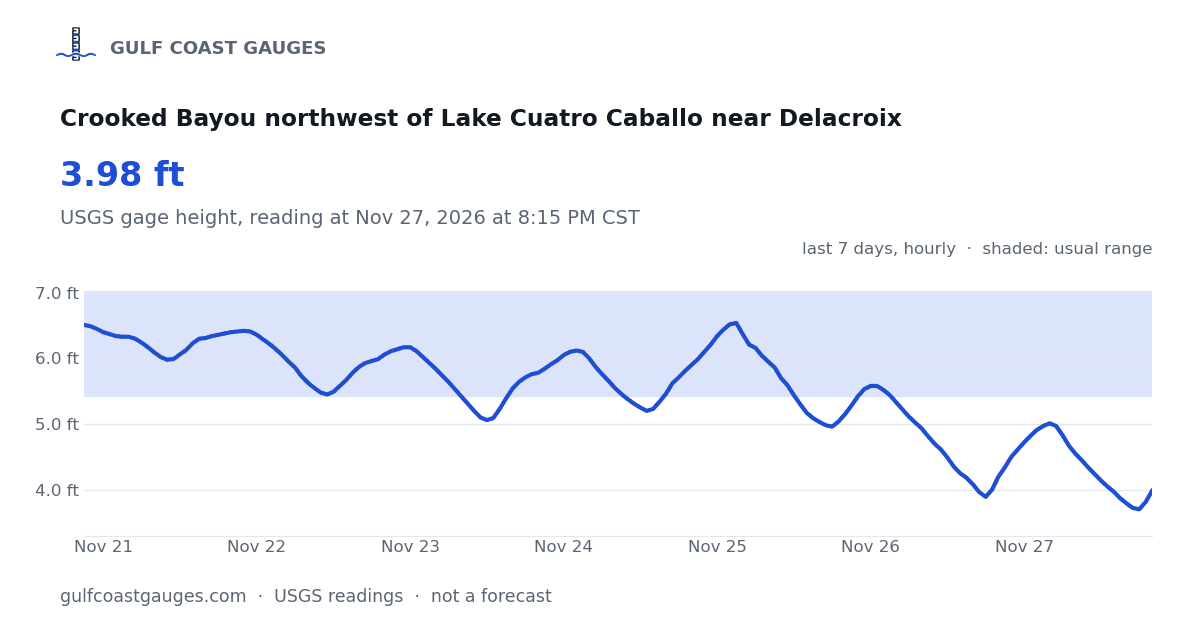 GULF COAST GAUGES
Crooked Bayou northwest of Lake Cuatro Caballo near Delacroix
3.98 ft
USGS gage height, reading at Nov 27, 2026 at 8:15 PM CST
last 7 days, hourly · shaded: usual range
7.0 ft
6.0 ft
5.0 ft
4.0 ft
Nov 21 Nov 22 Nov 23 Nov 24 Nov 25 Nov 26 Nov 27
gulfcoastgauges.com · USGS readings · not a forecast